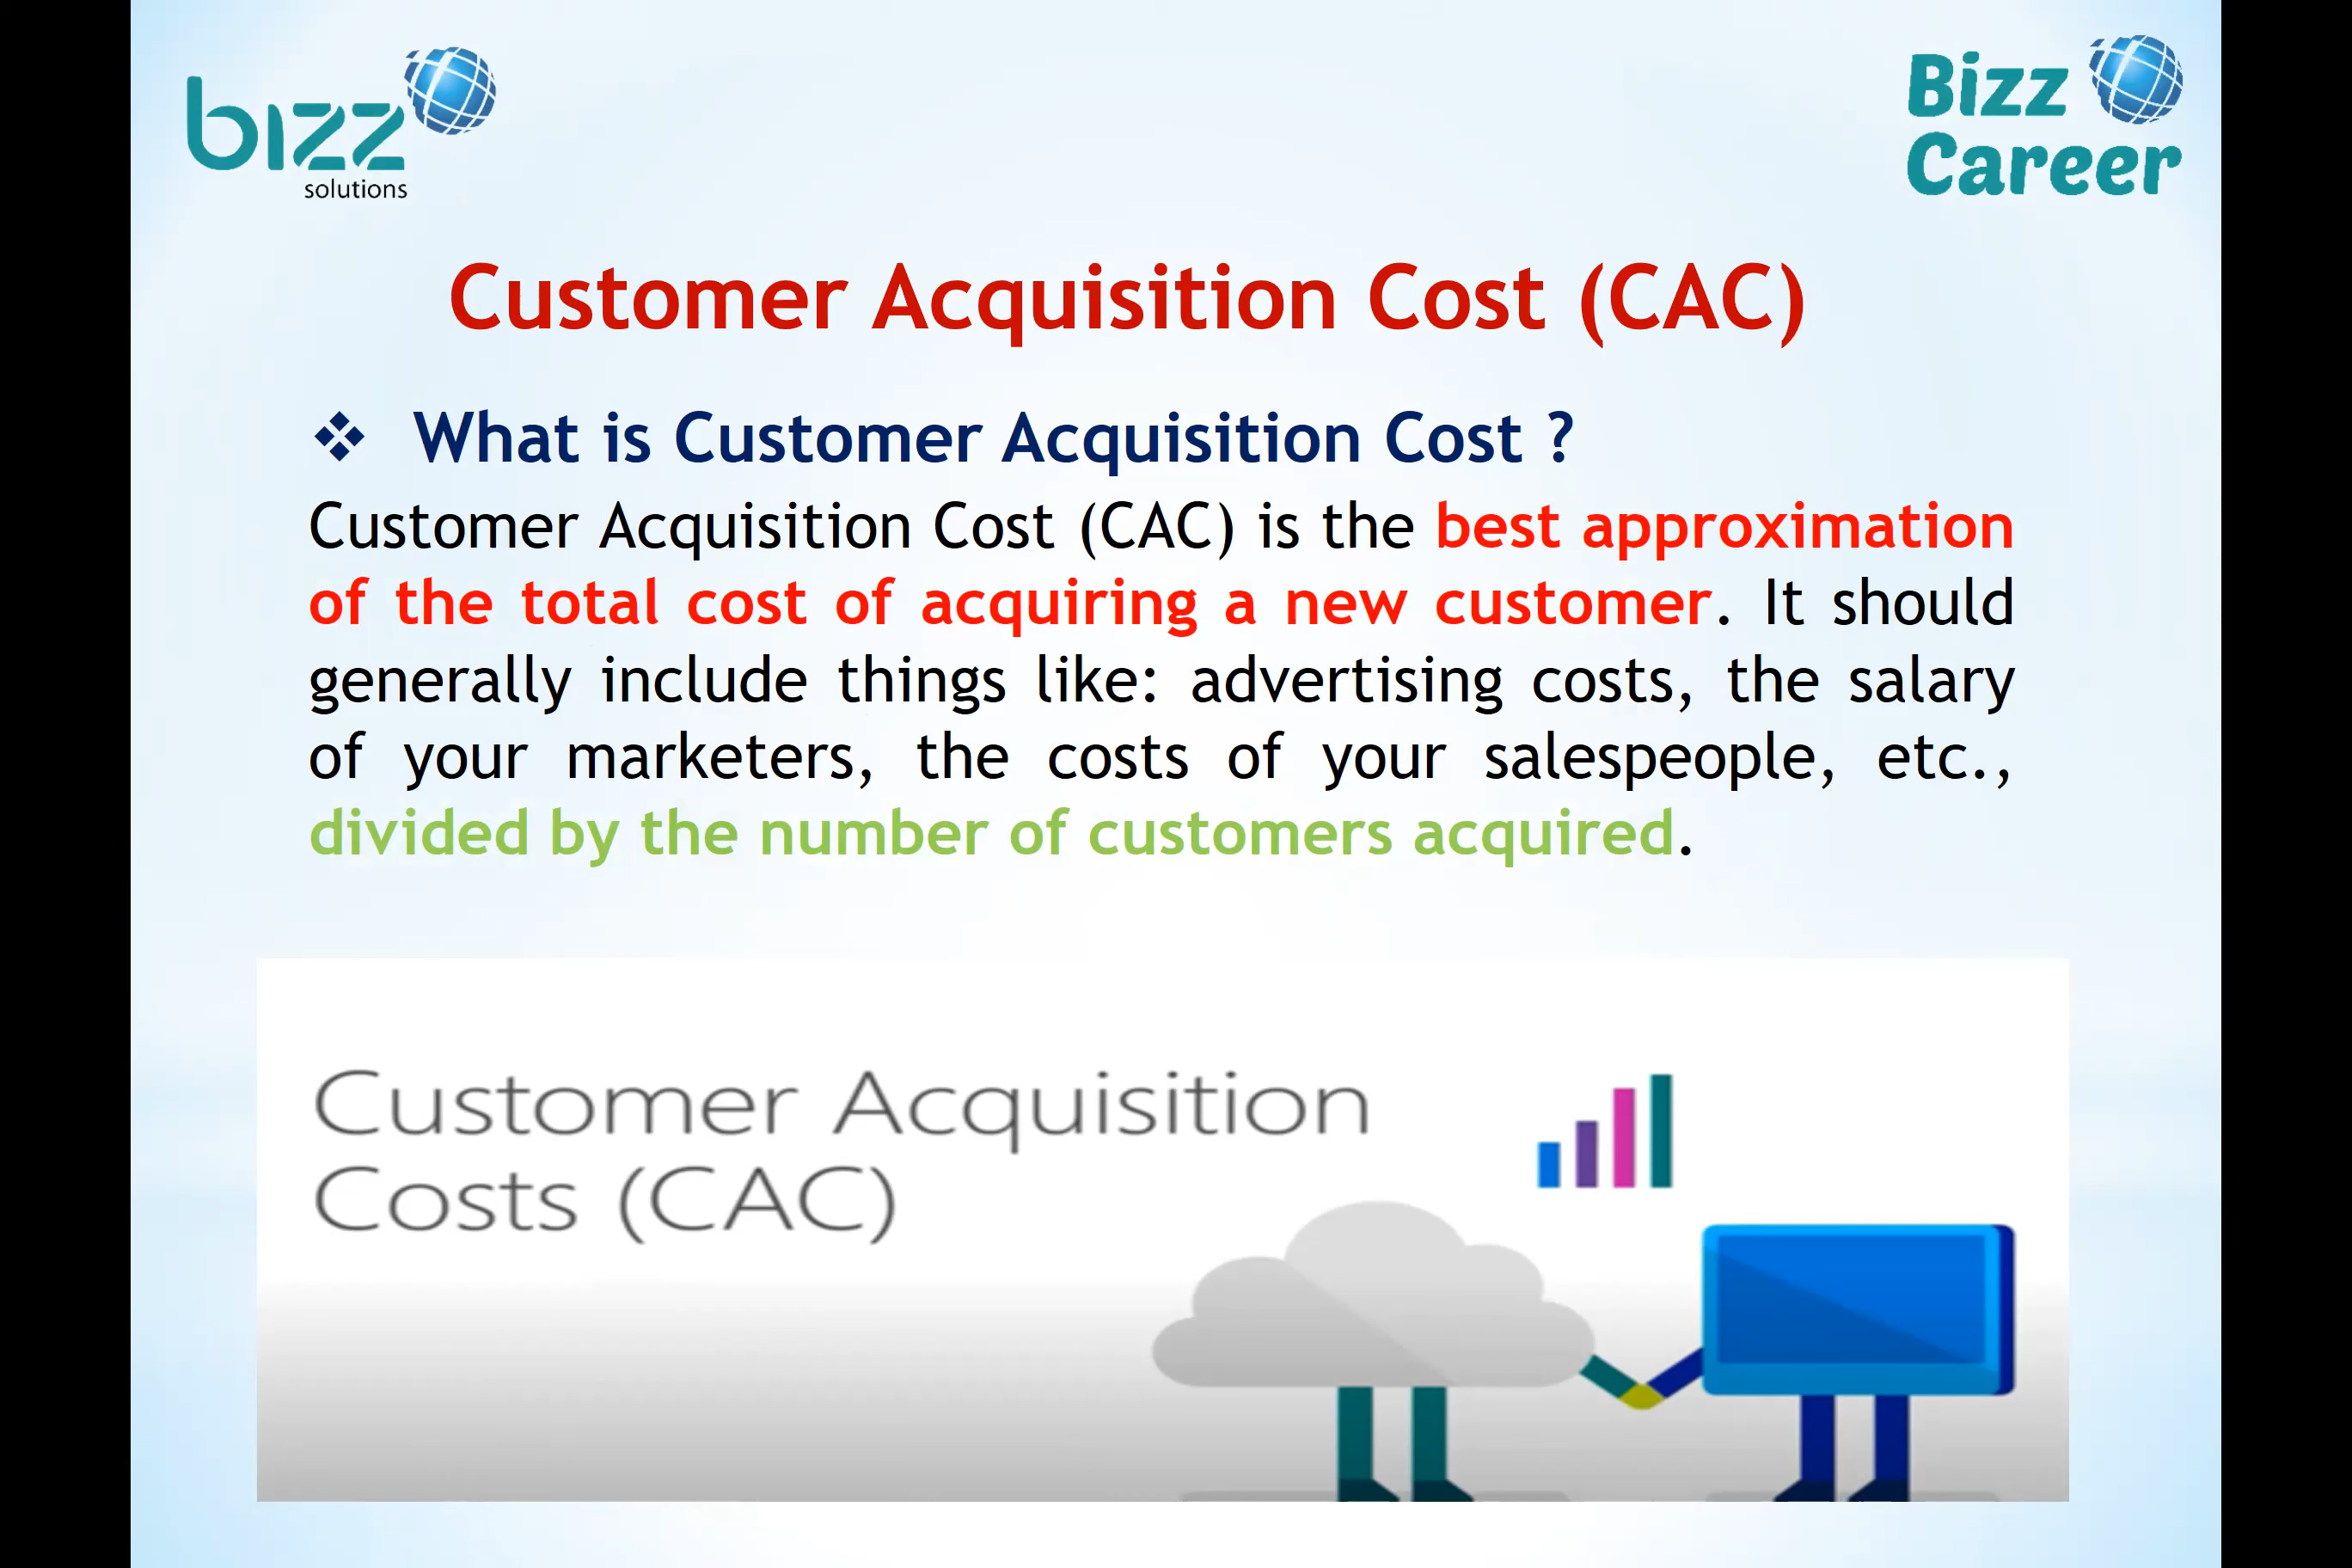 bizz
solutions
Bizz
Career
Customer Acquisition Cost (CAC)
❖ What is Customer Acquisition Cost ?
Customer Acquisition Cost (CAC) is the best approximation
of the total cost of acquiring a new customer. It should
generally include things like: advertising costs, the salary
of your marketers, the costs of your salespeople, etc.,
divided by the number of customers acquired.
Customer Acquisition
Costs (CAC)